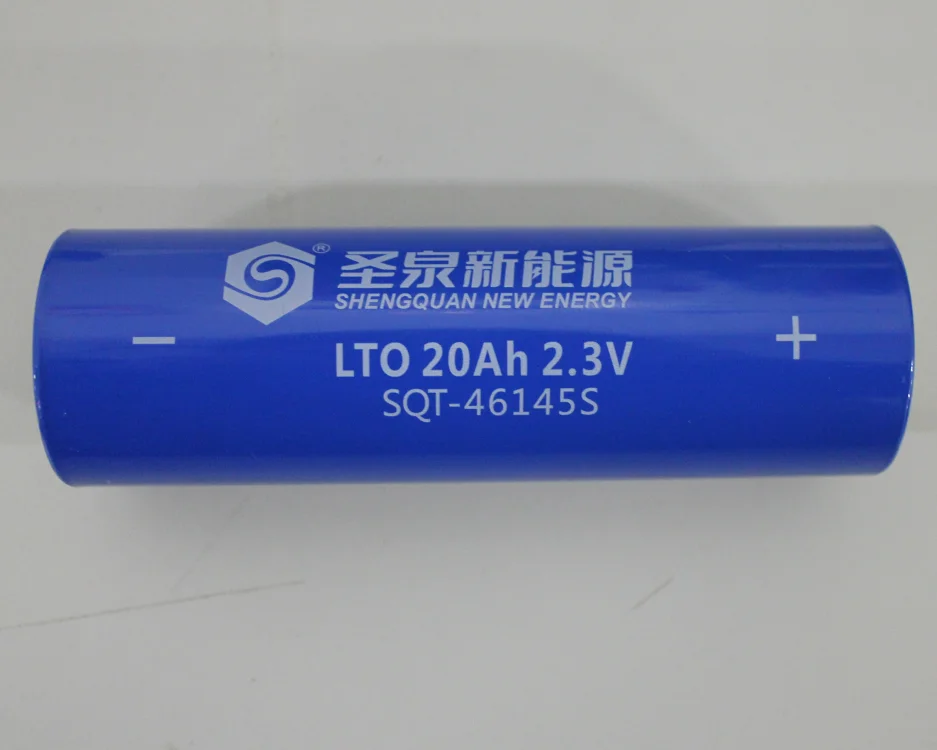 ®
圣泉新能源
SHENGQUAN NEW ENERGY
− +
LTO 20Ah 2.3V
SQT-46145S